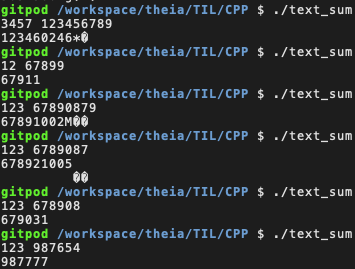 gitpod /workspace/theia/TIL/CPP $ ./text_sum
3457 123456789
123460246*�
gitpod /workspace/theia/TIL/CPP $ ./text_sum
12 67899
67911
gitpod /workspace/theia/TIL/CPP $ ./text_sum
123 67890879
67891002M��
gitpod /workspace/theia/TIL/CPP $ ./text_sum
123 6789087
678921005
��
gitpod /workspace/theia/TIL/CPP $ ./text_sum
123 678908
679031
gitpod /workspace/theia/TIL/CPP $ ./text_sum
123 987654
987777